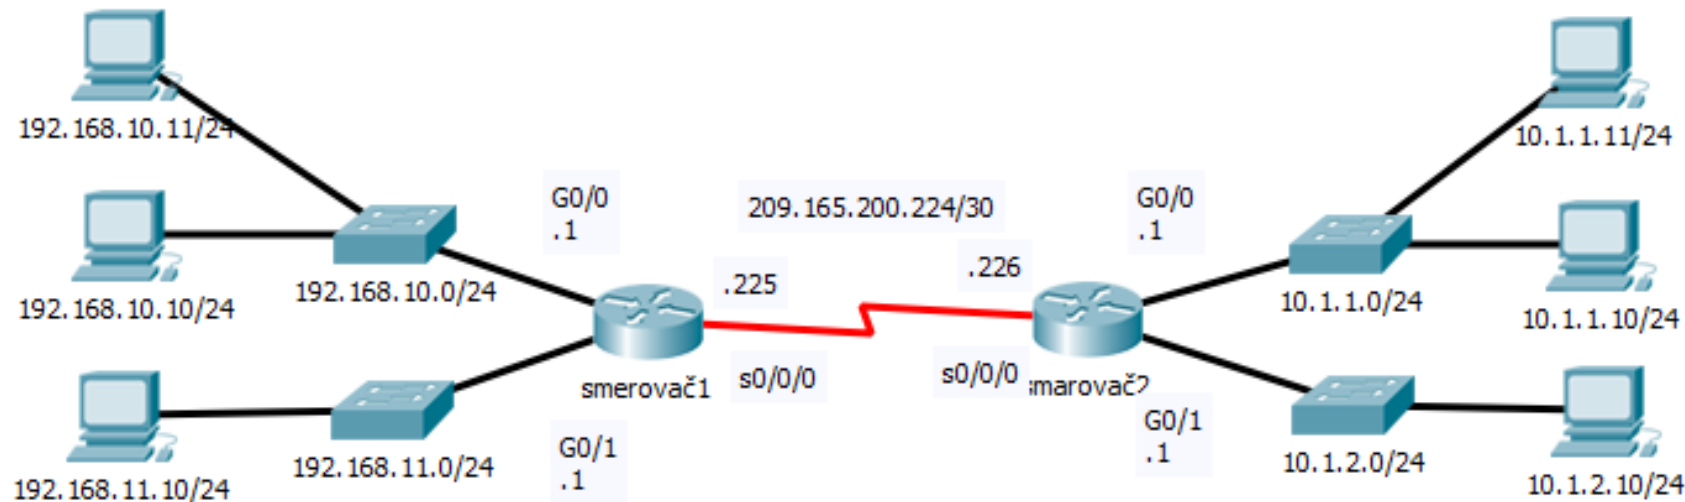 192.168.10.11/24
10.1.1.11/24
G0/0
.1
209.165.200.224/30
G0/0
.1
192.168.10.10/24
192.168.10.0/24
.225
.226
10.1.1.0/24
10.1.1.10/24
s0/0/0
s0/0/0
smerovač1
smarovač2
192.168.11.10/24
192.168.11.0/24
G0/1
.1
G0/1
.1
10.1.2.0/24
10.1.2.10/24